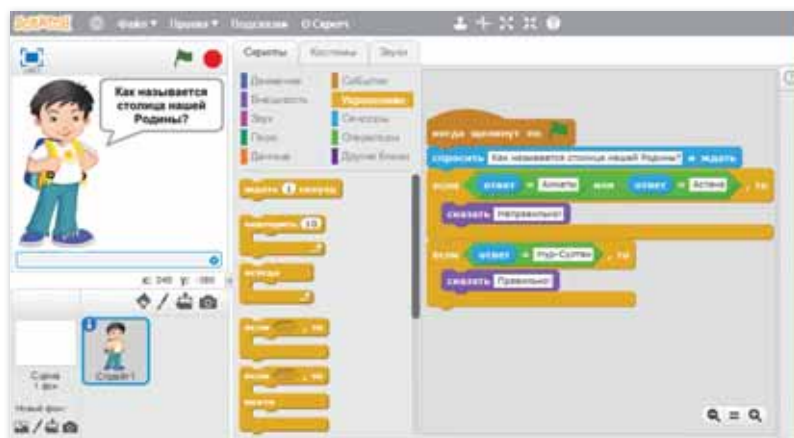 SCRATCH Файл Правка Подсказки О Скретч
Скрипты Костюмы Звуки
Как называется
столица нашей
Родины?
Движение События
Внешность Управление
Звук Сенсоры
Перо Операторы
Данные Другие блоки
когда щелкнут по
спросить Как называется столица нашей Родины? и ждать
если ответ = Алматы или ответ = Астана , то
сказать Неправильно!
если ответ = Нур-Султан , то
сказать Правильно!
ждать 1 секунд
повторить 10
всегда
если , то
если , то
иначе
x: 240 y: -180
Сцена
1 фон
Спрайт1
Новый фон: